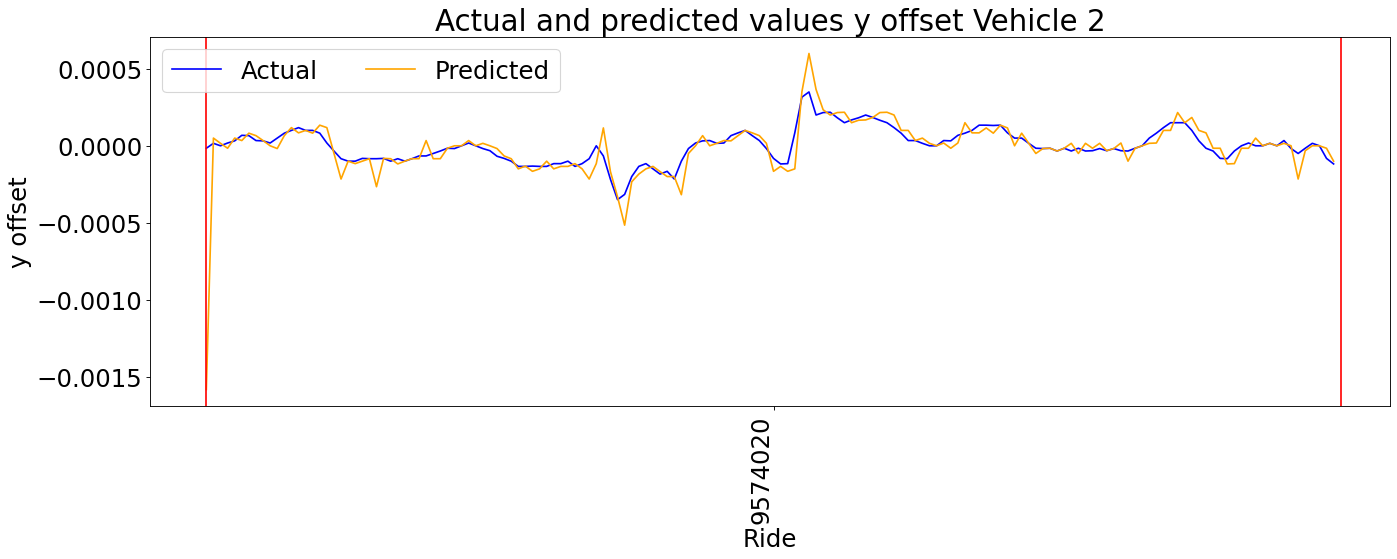 Actual and predicted values y offset Vehicle 2
Actual Predicted
0.0005
0.0000
−0.0005
−0.0010
−0.0015
y offset
9574020
Ride